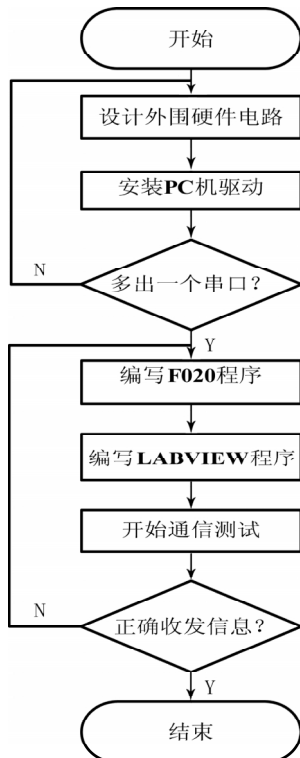 开始
设计外围硬件电路
安装PC机驱动
多出一个串口？
N
Y
编写F020程序
编写LABVIEW程序
开始通信测试
正确收发信息？
N
Y
结束